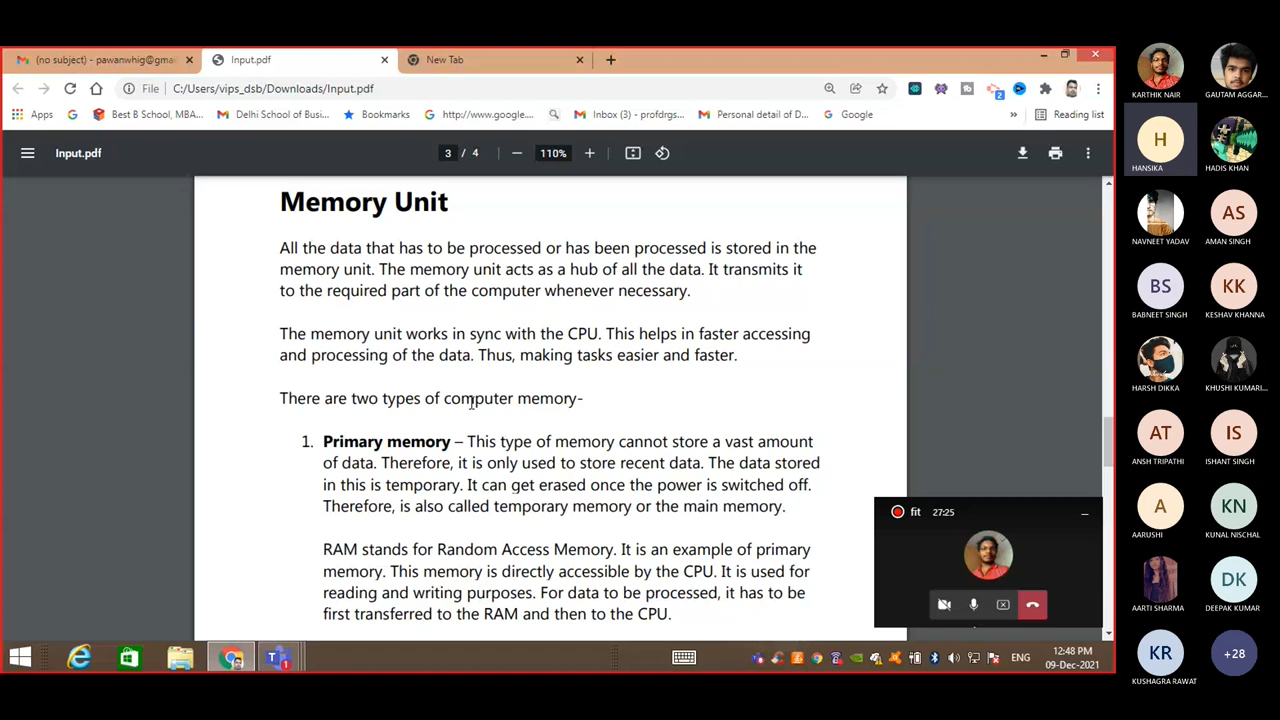 (no subject) - pawanwhig@gma
Input.pdf
New Tab
File
C:/Users/vips_dsb/Downloads/Input.pdf
2
Apps
Best B School, MBA...
Delhi School of Busi...
Bookmarks
http://www.google...
Inbox (3) - profdrgs...
Personal detail of D...
Google
»
Reading list
Input.pdf
3 / 4
110%
Memory Unit
All the data that has to be processed or has been processed is stored in the
memory unit. The memory unit acts as a hub of all the data. It transmits it
to the required part of the computer whenever necessary.
The memory unit works in sync with the CPU. This helps in faster accessing
and processing of the data. Thus, making tasks easier and faster.
There are two types of computer memory-
1. Primary memory – This type of memory cannot store a vast amount
of data. Therefore, it is only used to store recent data. The data stored
in this is temporary. It can get erased once the power is switched off.
Therefore, is also called temporary memory or the main memory.
RAM stands for Random Access Memory. It is an example of primary
memory. This memory is directly accessible by the CPU. It is used for
reading and writing purposes. For data to be processed, it has to be
first transferred to the RAM and then to the CPU.
fit 27:25
1
ENG
12:48 PM
09-Dec-2021
KARTHIK NAIR
GAUTAM AGGAR...
H
HANSIKA
HADIS KHAN
NAVNEET YADAV
AS
AMAN SINGH
BS
BABNEET SINGH
KK
KESHAV KHANNA
HARSH DIKKA
KHUSHI KUMARI...
AT
ANSH TRIPATHI
IS
ISHANT SINGH
A
AARUSHI
KN
KUNAL NISCHAL
AARTI SHARMA
DK
DEEPAK KUMAR
KR
KUSHAGRA RAWAT
+28